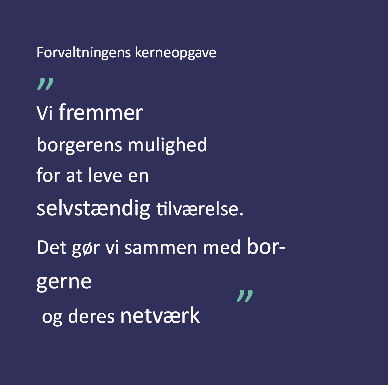 Forvaltningens kerneopgave
”
Vi fremmer
borgerens mulighed
for at leve en
selvstændig tilværelse.
Det gør vi sammen med bor-
gerne
og deres netværk
”